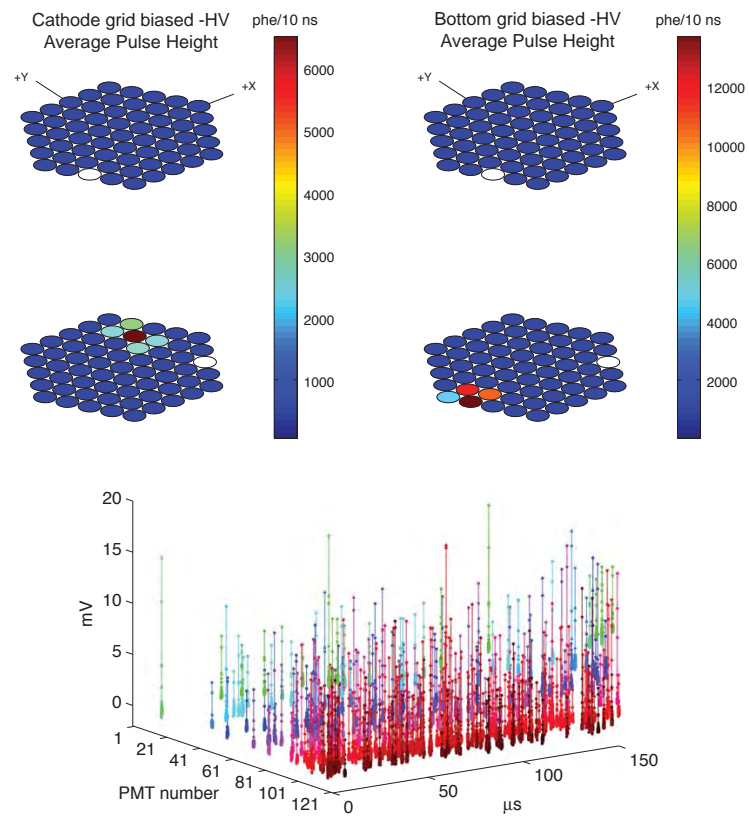 Cathode grid biased -HV
Average Pulse Height
phe/10 ns
+Y
+X
6000
5000
4000
3000
2000
1000
Bottom grid biased -HV
Average Pulse Height
phe/10 ns
+Y
+X
12000
10000
8000
6000
4000
2000
20
15
10
5
0
mV
1
21
41
61
81
101
121
PMT number
0
50
100
150
μs